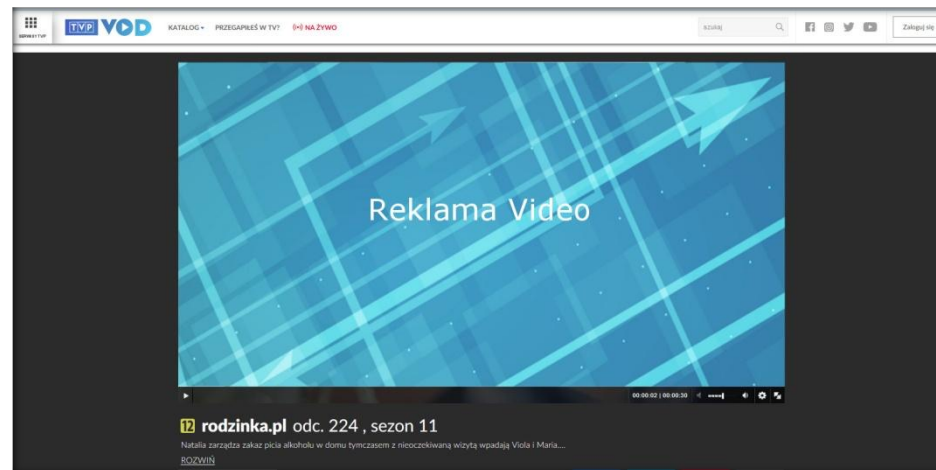 TVP VOD KATALOG PRZEGAPIŁEŚ W TV? NA ŻYWO szukaj Zaloguj się
SERWISY TVP
Reklama Video
00:00:02 | 00:00:30
12 rodzinka.pl odc. 224 , sezon 11
Natalia zarządza zakaz picia alkoholu w domu tymczasem z nieoczekiwaną wizytą wpadają Viola i Maria....
ROZWIŃ